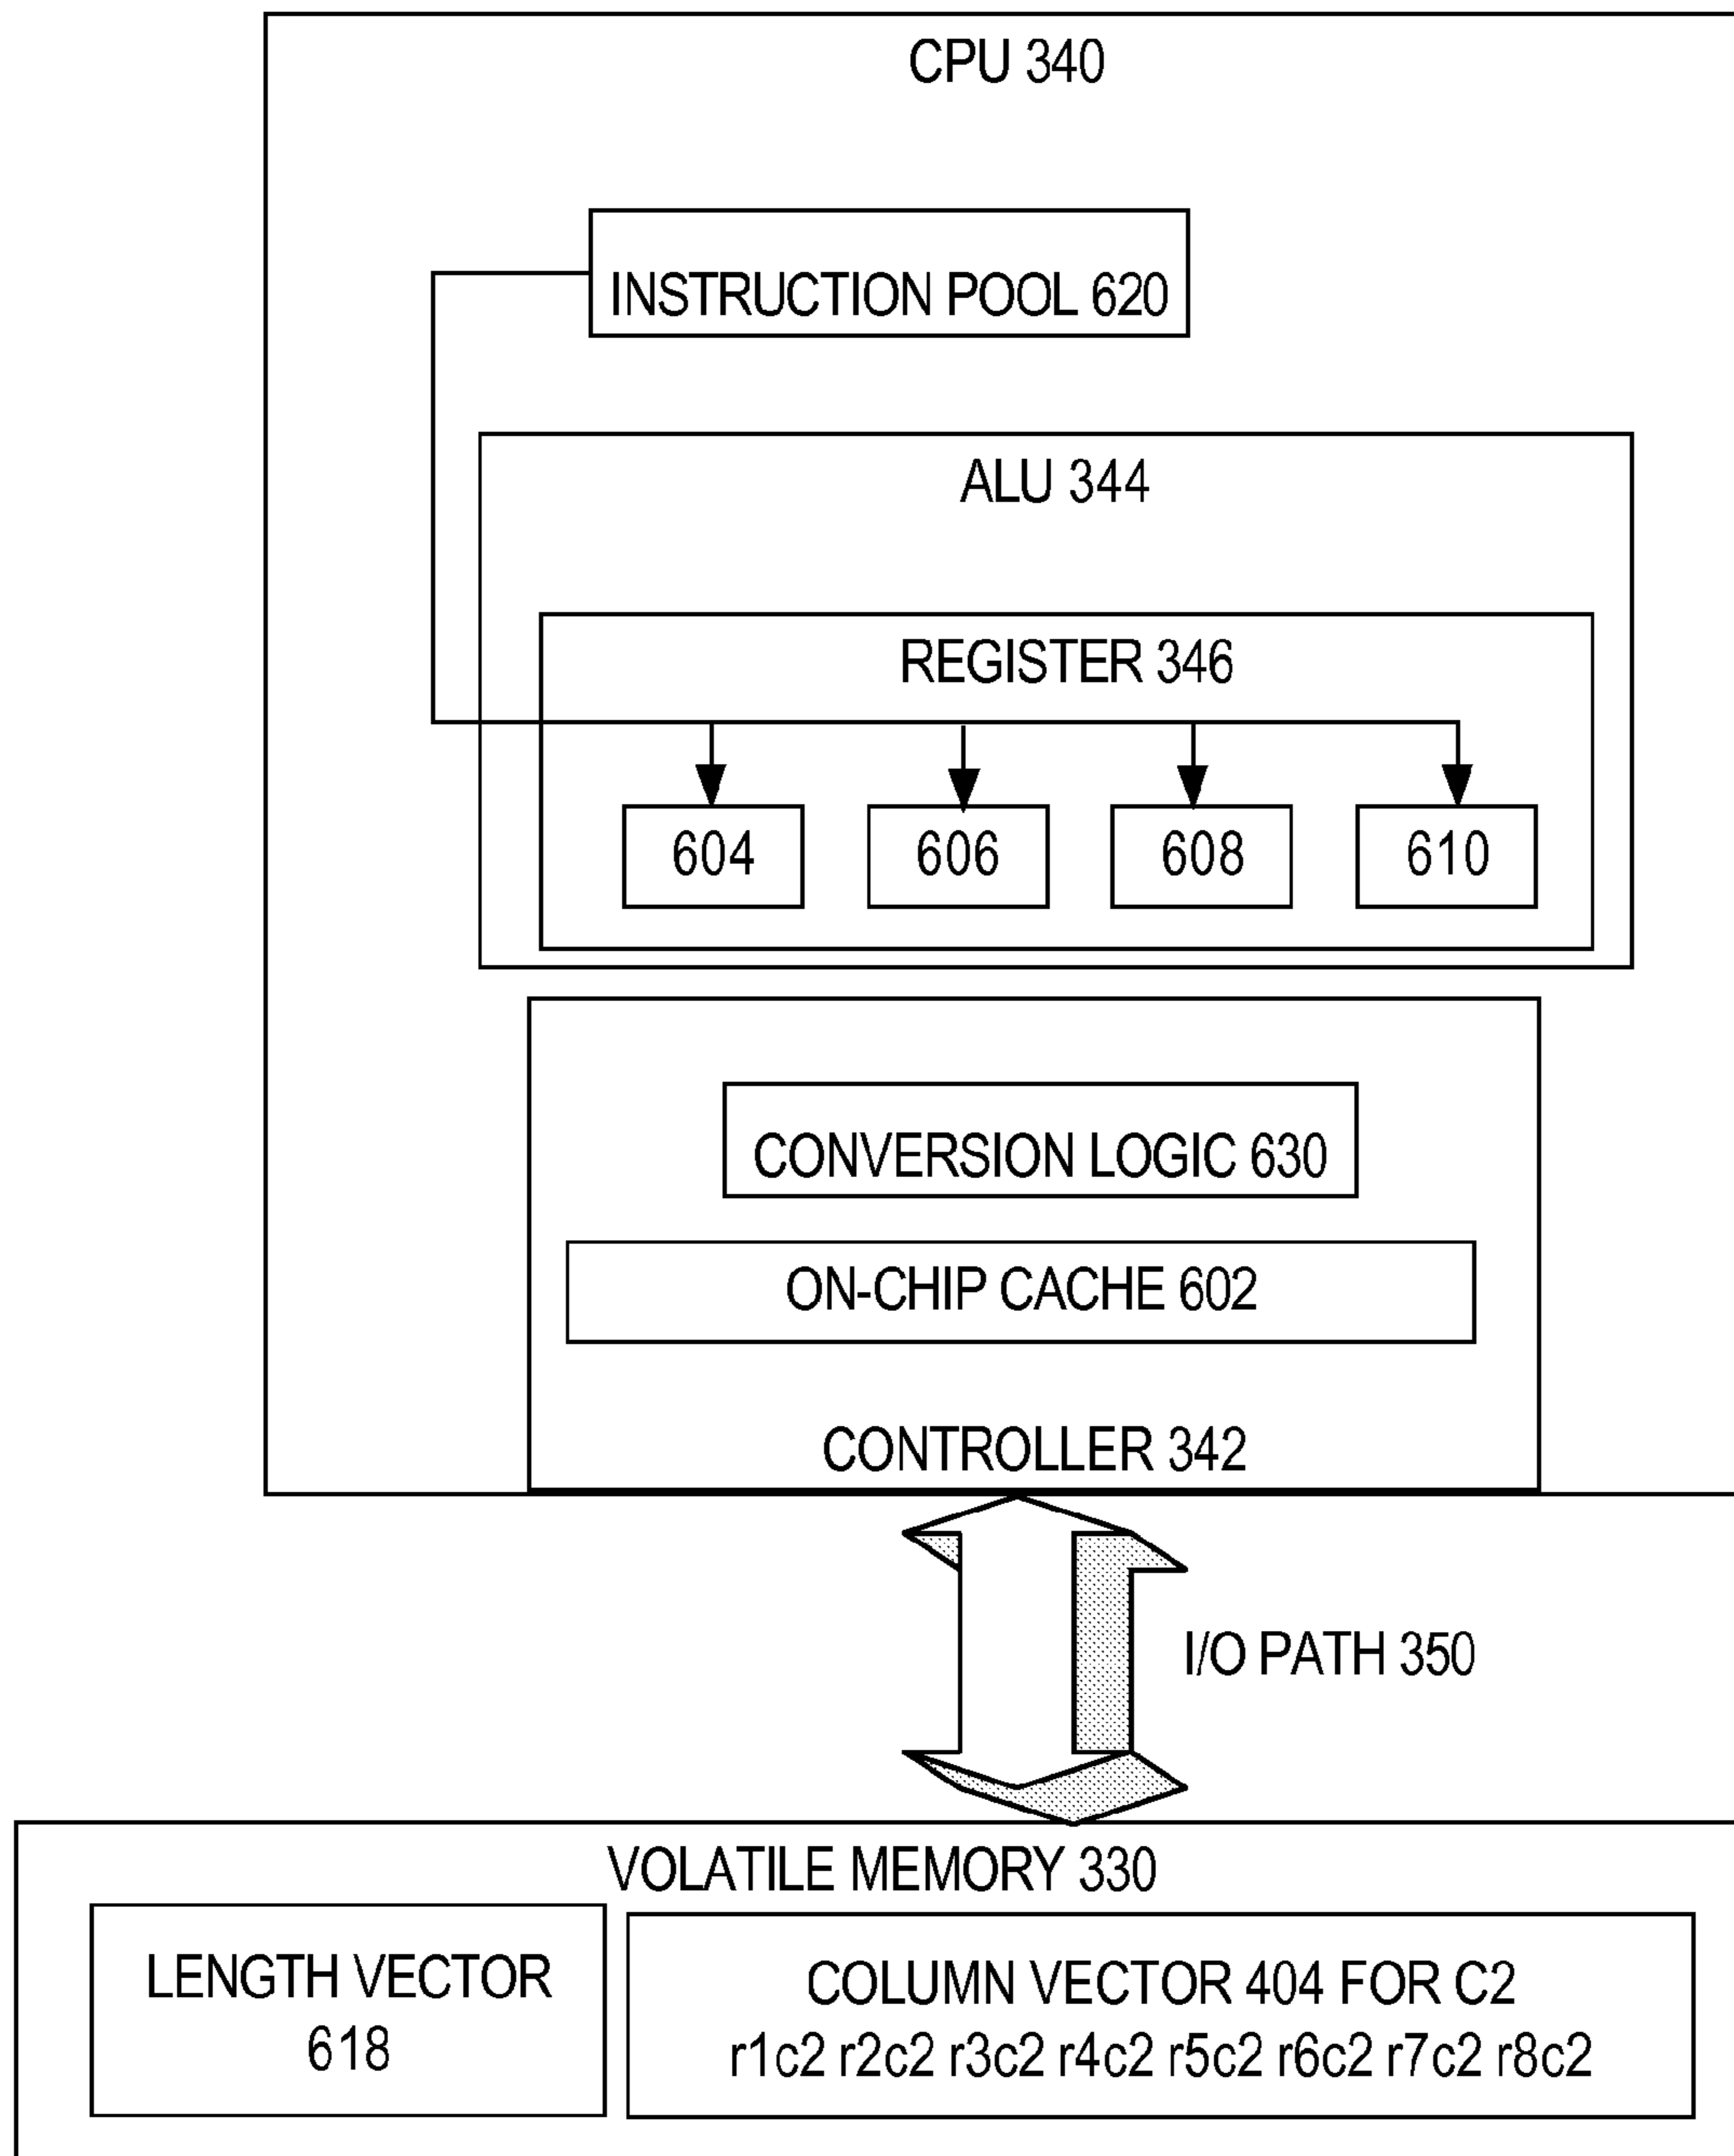 CPU 340
INSTRUCTION POOL 620
ALU 344
REGISTER 346
604
606
608
610
CONVERSION LOGIC 630
ON-CHIP CACHE 602
CONTROLLER 342
I/O PATH 350
VOLATILE MEMORY 330
LENGTH VECTOR
618
COLUMN VECTOR 404 FOR C2
r1c2 r2c2 r3c2 r4c2 r5c2 r6c2 r7c2 r8c2